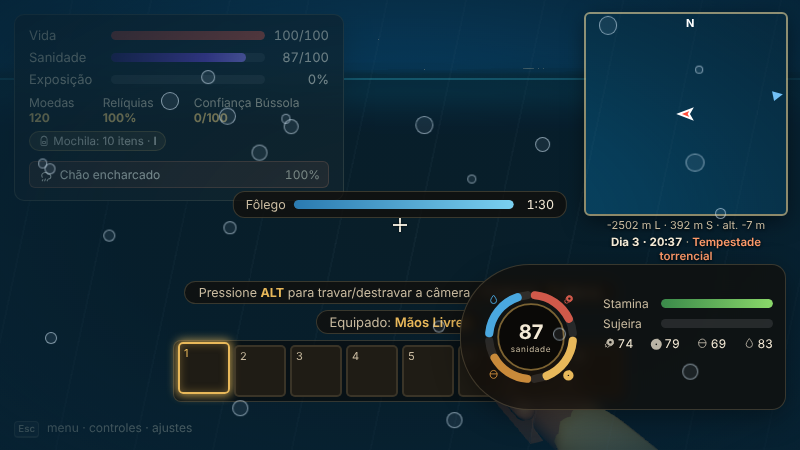 Vida 100/100
Sanidade 87/100
Exposição 0%
Moedas Relíquias Confiança Bússola
120 100% 0/100
Mochila: 10 itens · I
Chão encharcado 100%
Fôlego 1:30
N
-2502 m L · 392 m S · alt. -7 m
Dia 3 · 20:37 · Tempestade
torrencial
Pressione ALT para travar/destravar a câmera
Equipado: Mãos Livre
1 2 3 4 5
87
sanidade
Stamina
Sujeira
74 79 69 83
Esc menu · controles · ajustes